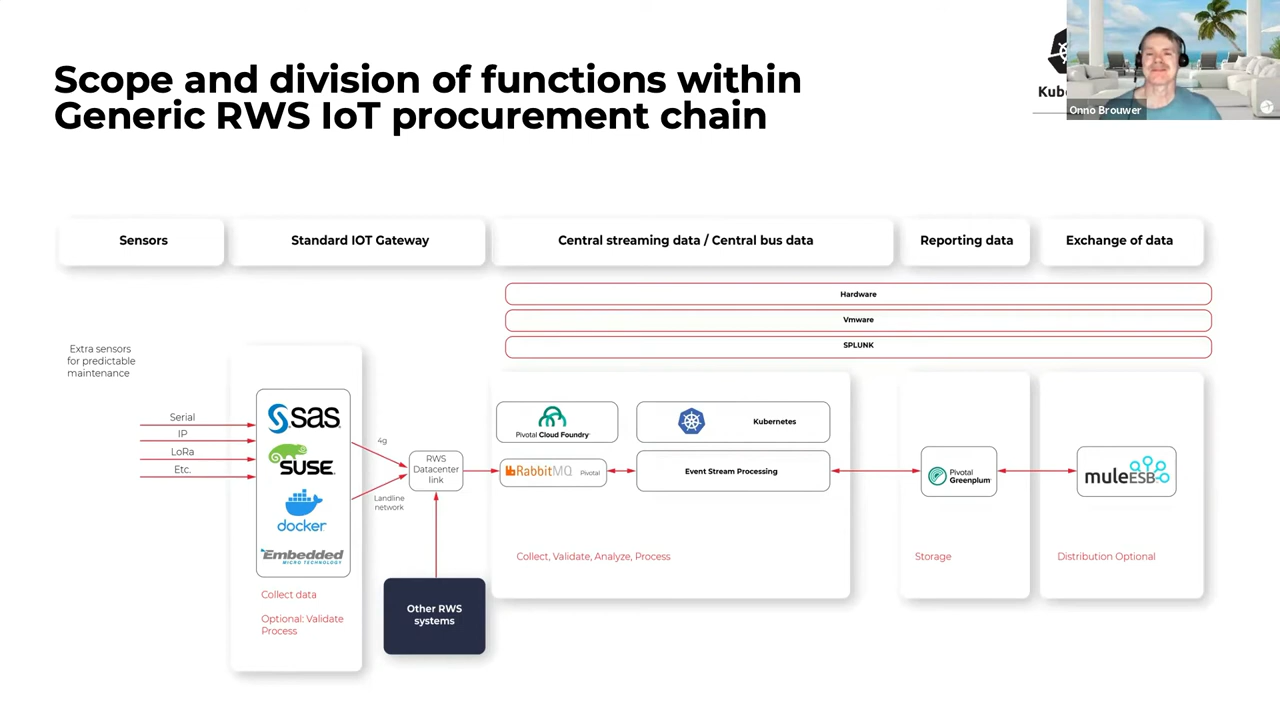 Scope and division of functions within
Generic RWS IoT procurement chain
Onno Brouwer
Sensors
Standard IOT Gateway
Central streaming data / Central bus data
Reporting data
Exchange of data
Hardware
Vmware
SPLUNK
Extra sensors
for predictable
maintenance
Serial
IP
LoRa
Etc.
sas
SUSE
docker
Embedded
MICRO TECHNOLOGY
Collect data
Optional: Validate
Process
4g
Landline
network
RWS
Datacenter
link
Other RWS
systems
Pivotal Cloud Foundry
Kubernetes
RabbitMQ Pivotal
Event Stream Processing
Collect, Validate, Analyze, Process
Pivotal
Greenplum
Storage
muleESB
Distribution Optional